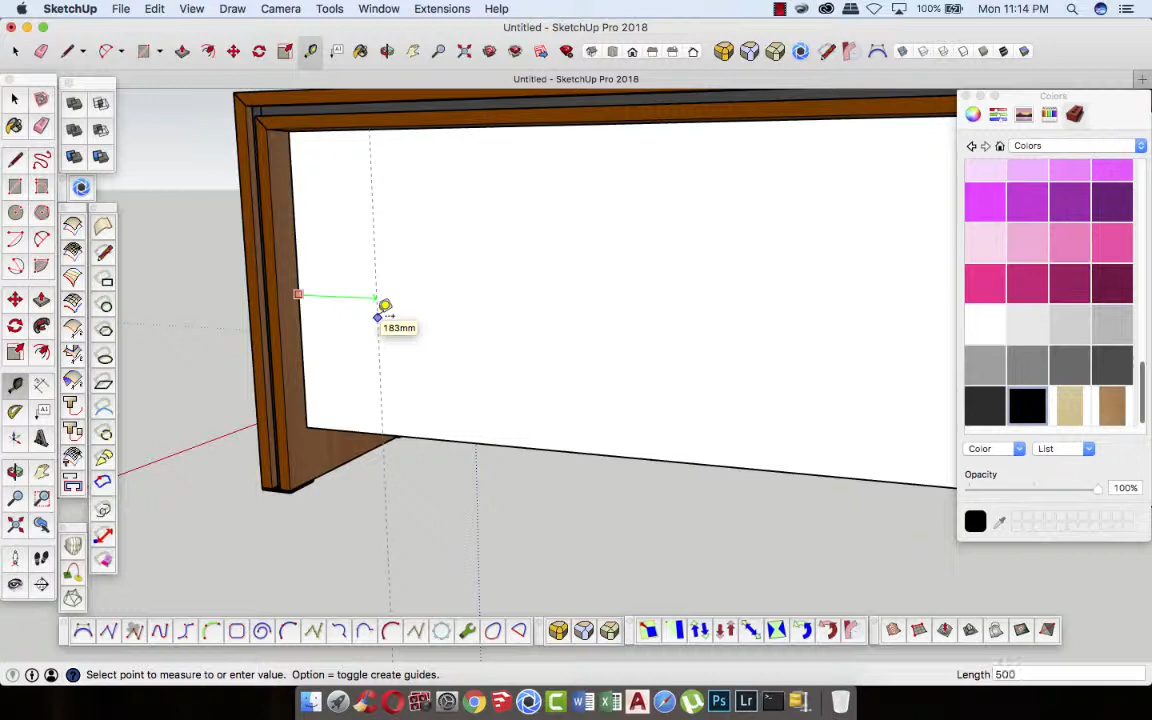 SketchUp File Edit View Draw Camera Tools Window Extensions Help 100% Mon 11:14 PM
Untitled - SketchUp Pro 2018
Untitled - SketchUp Pro 2018
Colors
Colors
183mm
Color List
Opacity
100%
Select point to measure to or enter value. Option = toggle create guides. Length 500
Ps Lr